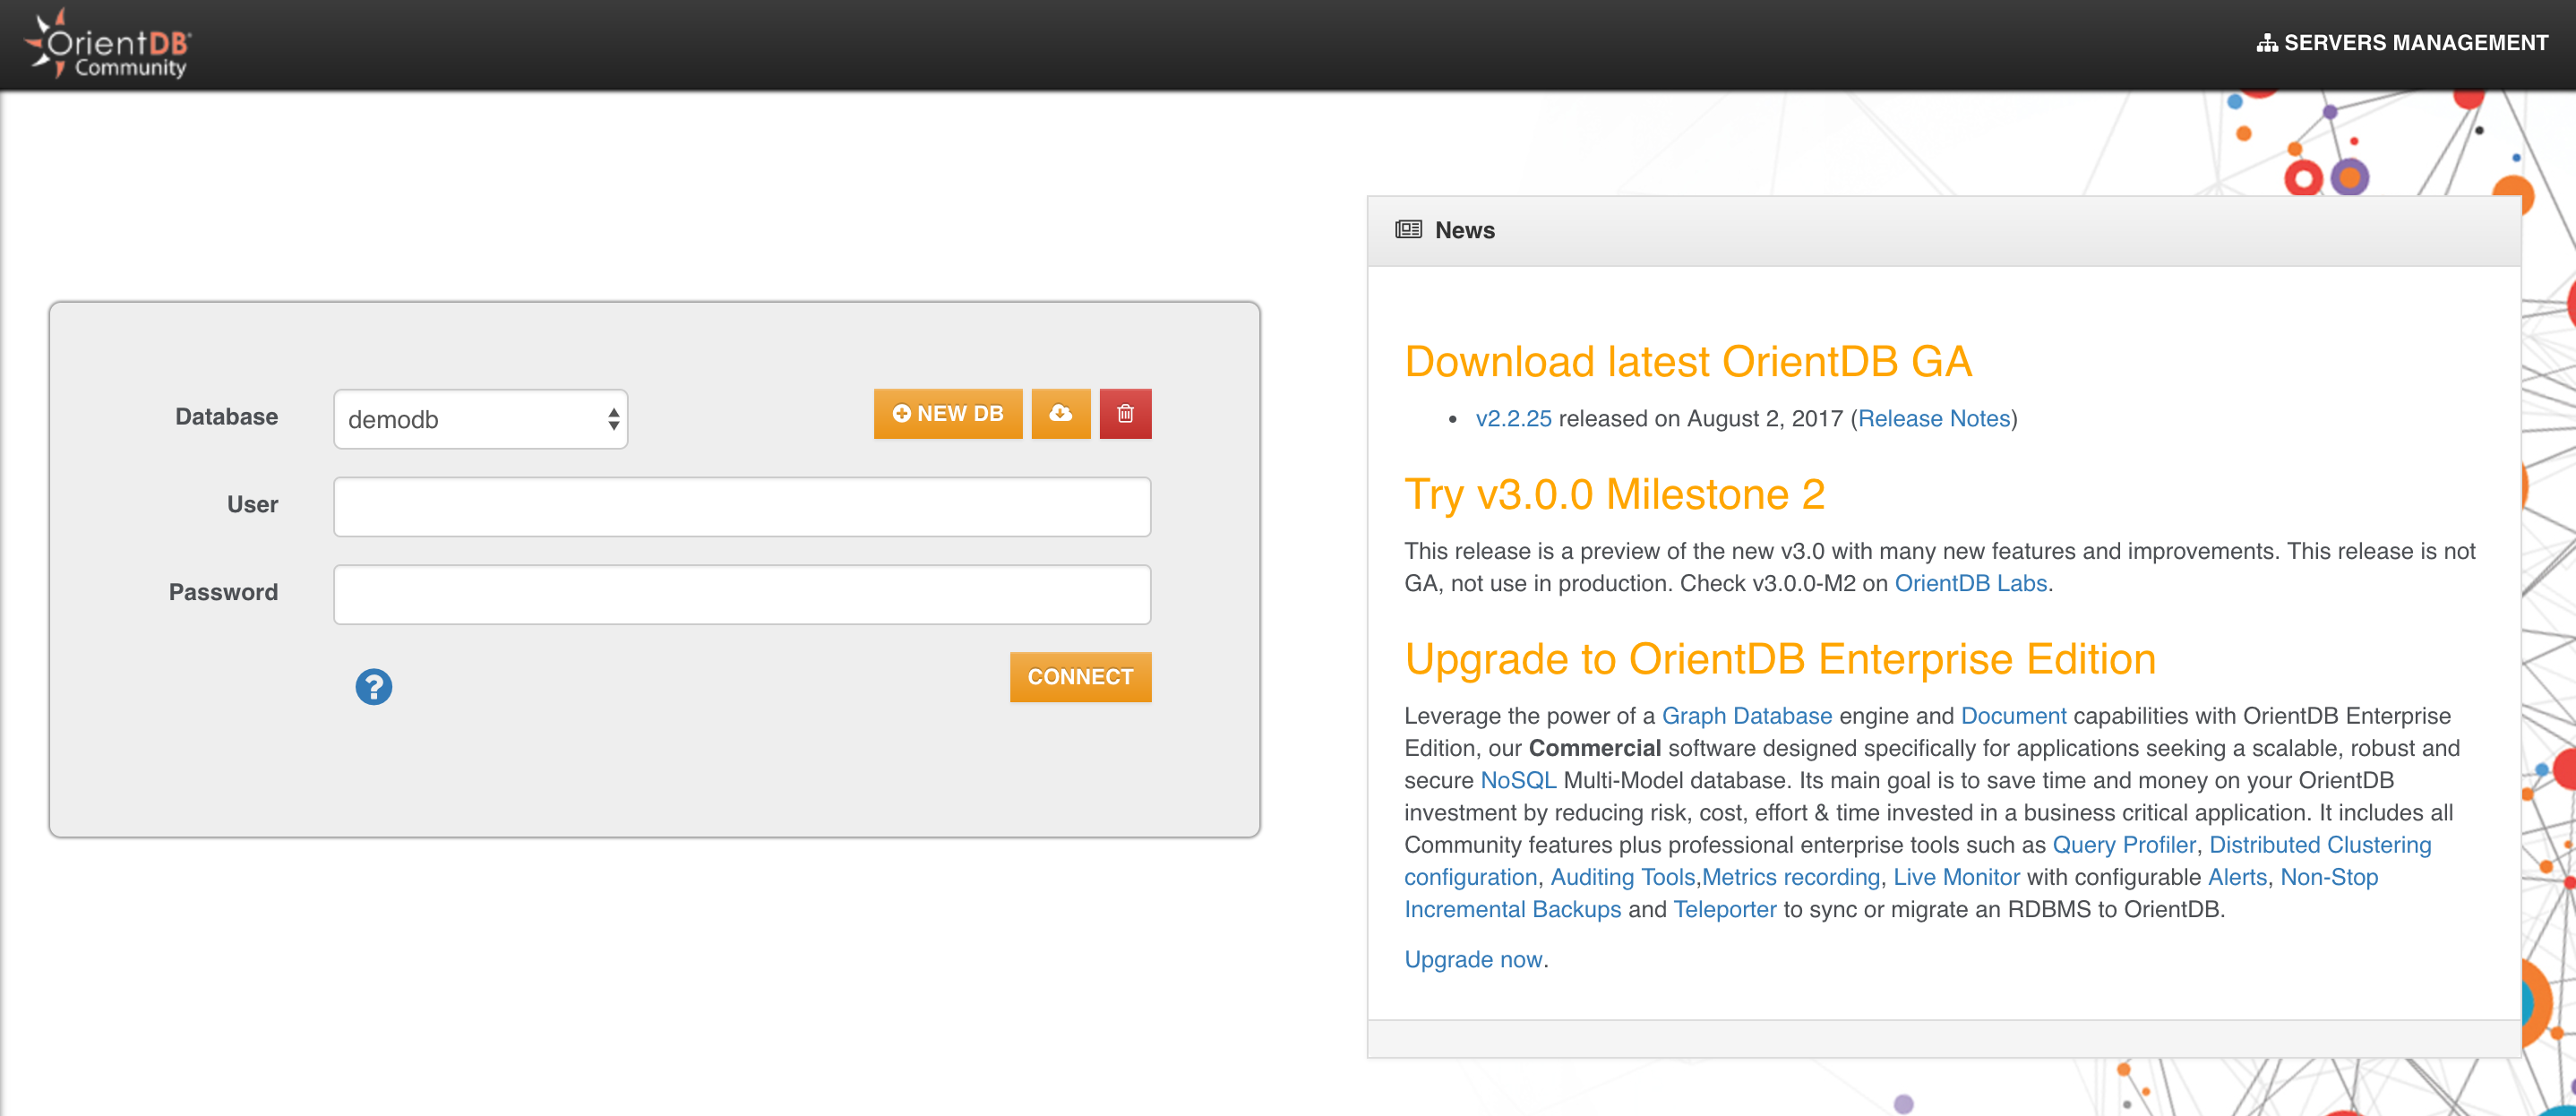 OrientDB
Community
SERVERS MANAGEMENT
Database
demodb
NEW DB
User
Password
?
CONNECT
News
Download latest OrientDB GA
• v2.2.25 released on August 2, 2017 (Release Notes)
Try v3.0.0 Milestone 2
This release is a preview of the new v3.0 with many new features and improvements. This release is not
GA, not use in production. Check v3.0.0-M2 on OrientDB Labs.
Upgrade to OrientDB Enterprise Edition
Leverage the power of a Graph Database engine and Document capabilities with OrientDB Enterprise
Edition, our Commercial software designed specifically for applications seeking a scalable, robust and
secure NoSQL Multi-Model database. Its main goal is to save time and money on your OrientDB
investment by reducing risk, cost, effort & time invested in a business critical application. It includes all
Community features plus professional enterprise tools such as Query Profiler, Distributed Clustering
configuration, Auditing Tools,Metrics recording, Live Monitor with configurable Alerts, Non-Stop
Incremental Backups and Teleporter to sync or migrate an RDBMS to OrientDB.
Upgrade now.